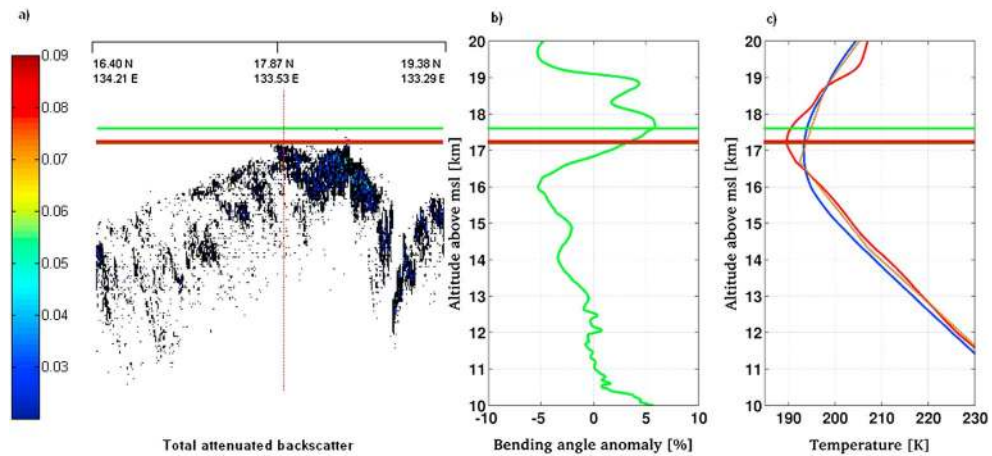 a)
b)
c)
0.09
0.08
0.07
0.06
0.05
0.04
0.03
16.40 N
134.21 E
17.87 N
133.53 E
19.38 N
133.29 E
Total attenuated backscatter
Altitude above msl [km]
20
19
18
17
16
15
14
13
12
11
10
-10
-5
0
5
10
Bending angle anomaly [%]
Altitude above msl [km]
20
19
18
17
16
15
14
13
12
11
10
190
200
210
220
230
Temperature [K]